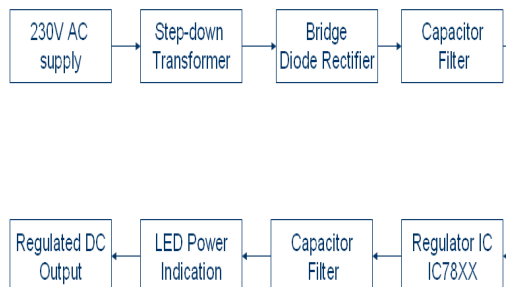 230V AC
supply
Step-down
Transformer
Bridge
Diode Rectifier
Capacitor
Filter
Regulated DC
Output
LED Power
Indication
Capacitor
Filter
Regulator IC
IC78XX